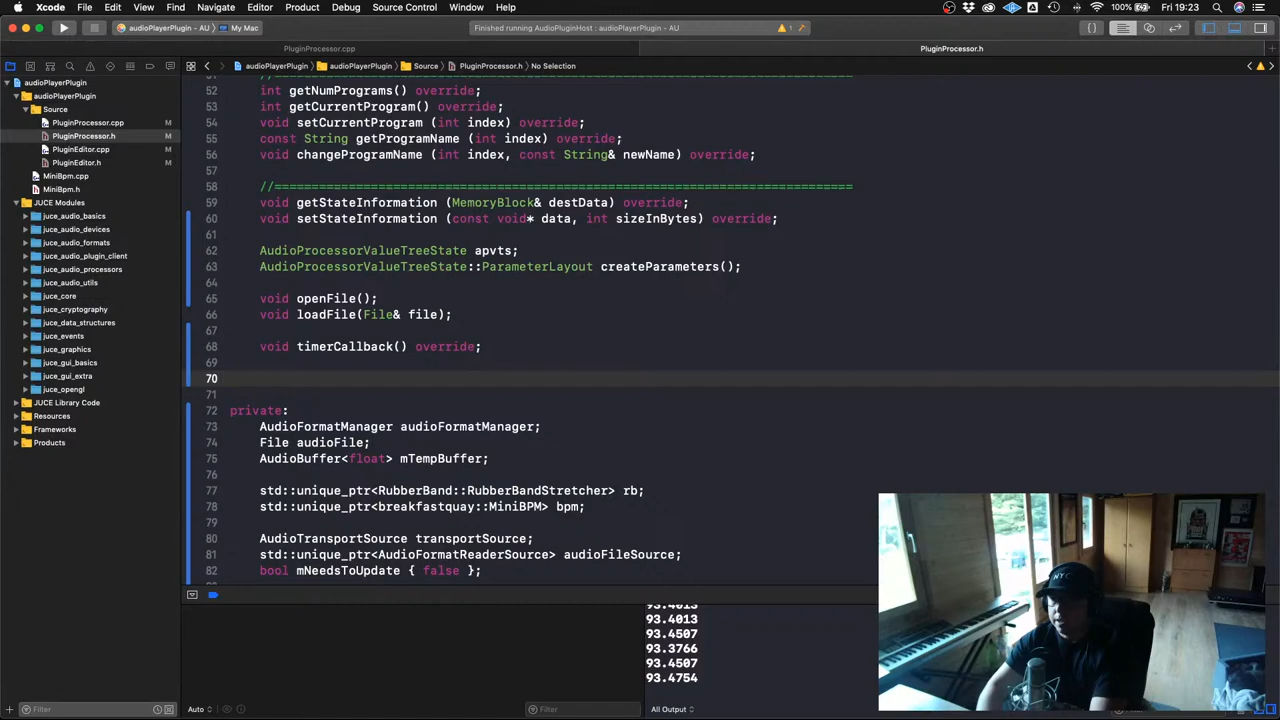 Xcode File Edit View Find Navigate Editor Product Debug Source Control Window Help 100% Fri 19:23
audioPlayerPlugin – AU My Mac Finished running AudioPluginHost : audioPlayerPlugin - AU 1
PluginProcessor.cpp PluginProcessor.h
audioPlayerPlugin audioPlayerPlugin Source PluginProcessor.h No Selection
audioPlayerPlugin
audioPlayerPlugin
Source
PluginProcessor.cpp M
PluginProcessor.h M
PluginEditor.cpp M
PluginEditor.h M
MiniBpm.cpp
MiniBpm.h
JUCE Modules
juce_audio_basics
juce_audio_devices
juce_audio_formats
juce_audio_plugin_client
juce_audio_processors
juce_audio_utils
juce_core
juce_cryptography
juce_data_structures
juce_events
juce_graphics
juce_gui_basics
juce_gui_extra
juce_opengl
JUCE Library Code
Resources
Frameworks
Products
51 //==============================================================================
52 int getNumPrograms() override;
53 int getCurrentProgram() override;
54 void setCurrentProgram (int index) override;
55 const String getProgramName (int index) override;
56 void changeProgramName (int index, const String& newName) override;
57
58 //==============================================================================
59 void getStateInformation (MemoryBlock& destData) override;
60 void setStateInformation (const void* data, int sizeInBytes) override;
61
62 AudioProcessorValueTreeState apvts;
63 AudioProcessorValueTreeState::ParameterLayout createParameters();
64
65 void openFile();
66 void loadFile(File& file);
67
68 void timerCallback() override;
69
70
71
72 private:
73 AudioFormatManager audioFormatManager;
74 File audioFile;
75 AudioBuffer<float> mTempBuffer;
76
77 std::unique_ptr<RubberBand::RubberBandStretcher> rb;
78 std::unique_ptr<breakfastquay::MiniBPM> bpm;
79
80 AudioTransportSource transportSource;
81 std::unique_ptr<AudioFormatReaderSource> audioFileSource;
82 bool mNeedsToUpdate { false };
93.4013
93.4013
93.4507
93.3766
93.4507
93.4754
NYC
Filter Auto Filter All Output